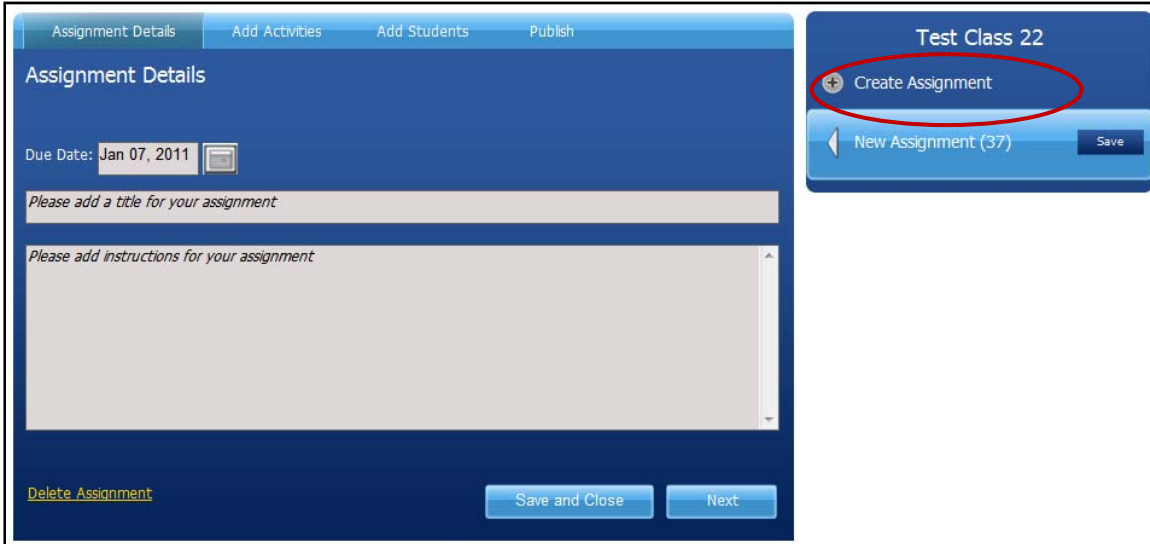 Assignment Details Add Activities Add Students Publish
Assignment Details
Due Date: Jan 07, 2011
Please add a title for your assignment
Please add instructions for your assignment
Delete Assignment
Save and Close Next
Test Class 22
Create Assignment
New Assignment (37) Save